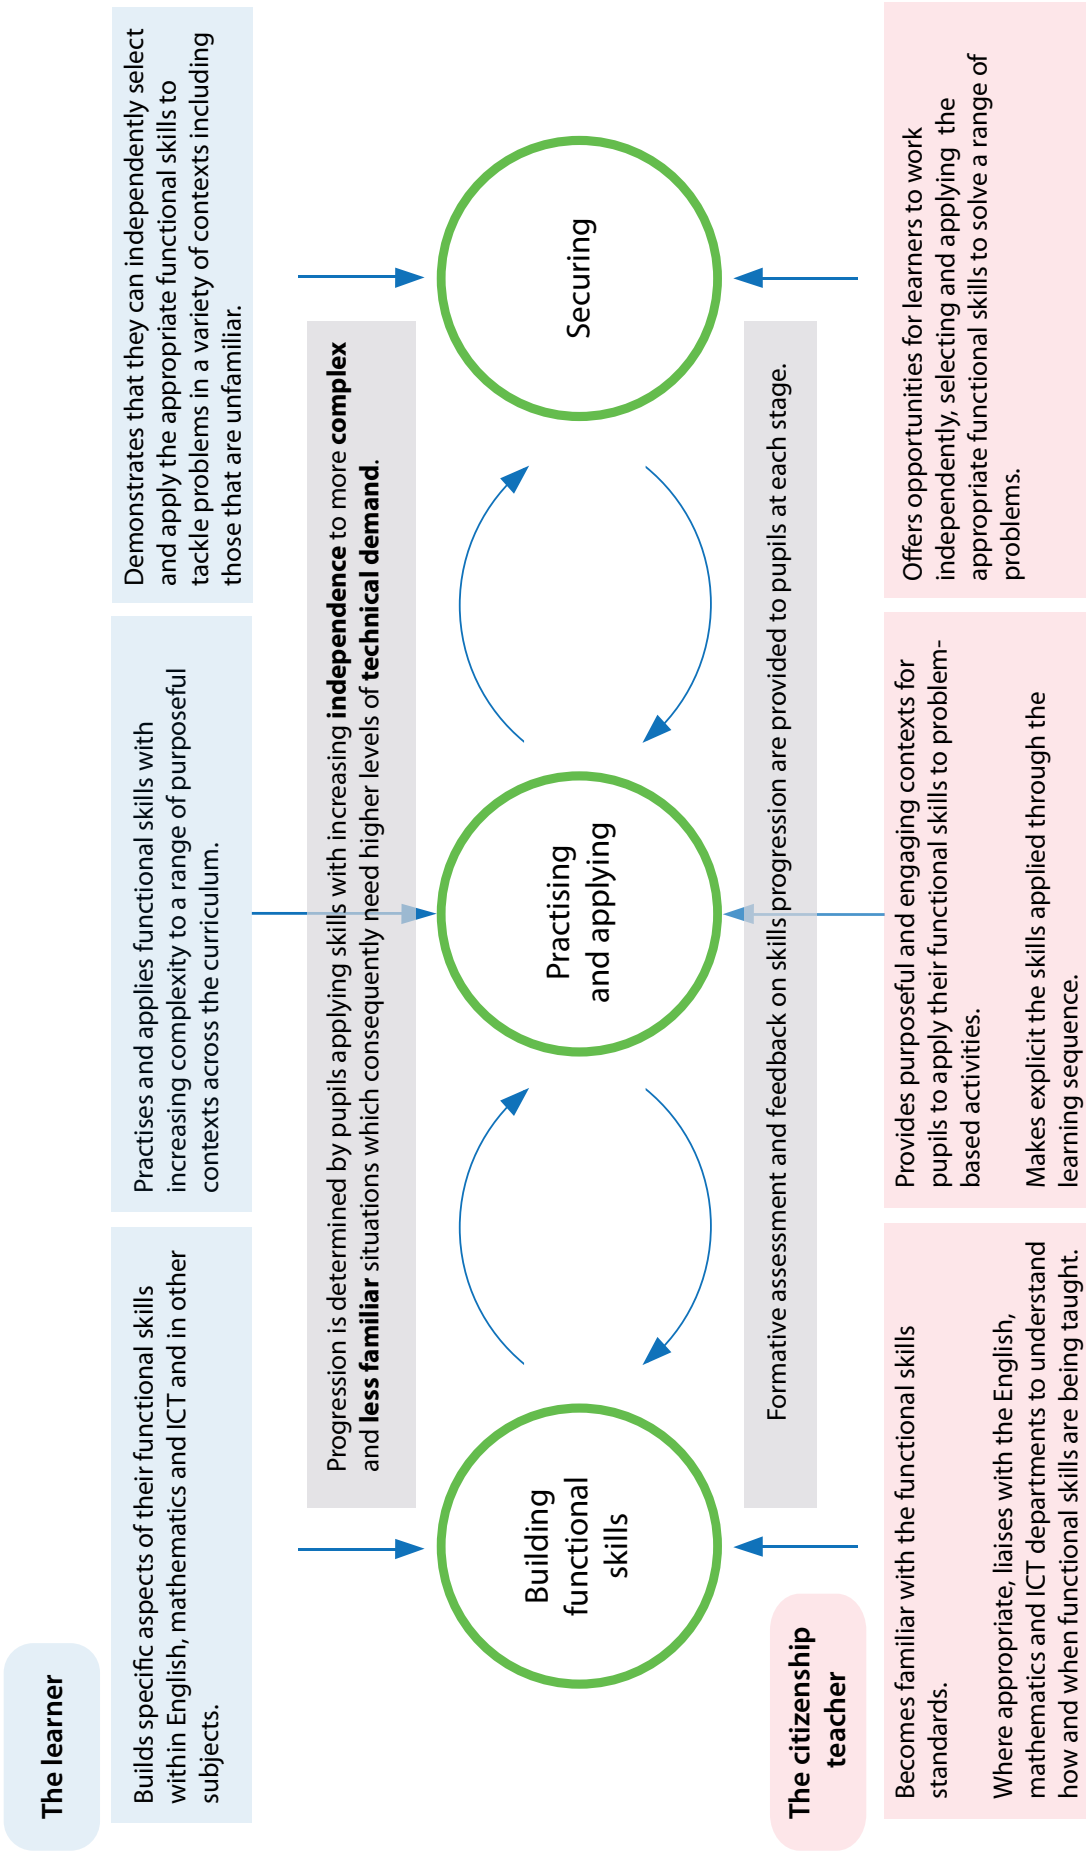 The learner
Builds specific aspects of their functional skills
within English, mathematics and ICT and in other
subjects.
Practises and applies functional skills with
increasing complexity to a range of purposeful
contexts across the curriculum.
Demonstrates that they can independently select
and apply the appropriate functional skills to
tackle problems in a variety of contexts including
those that are unfamiliar.
Progression is determined by pupils applying skills with increasing independence to more complex
and less familiar situations which consequently need higher levels of technical demand.
Building
functional
skills
Practising
and applying
Securing
Formative assessment and feedback on skills progression are provided to pupils at each stage.
The citizenship
teacher
Becomes familiar with the functional skills
standards.
Where appropriate, liaises with the English,
mathematics and ICT departments to understand
how and when functional skills are being taught.
Provides purposeful and engaging contexts for
pupils to apply their functional skills to problem-
based activities.
Makes explicit the skills applied through the
learning sequence.
Offers opportunities for learners to work
independently, selecting and applying the
appropriate functional skills to solve a range of
problems.